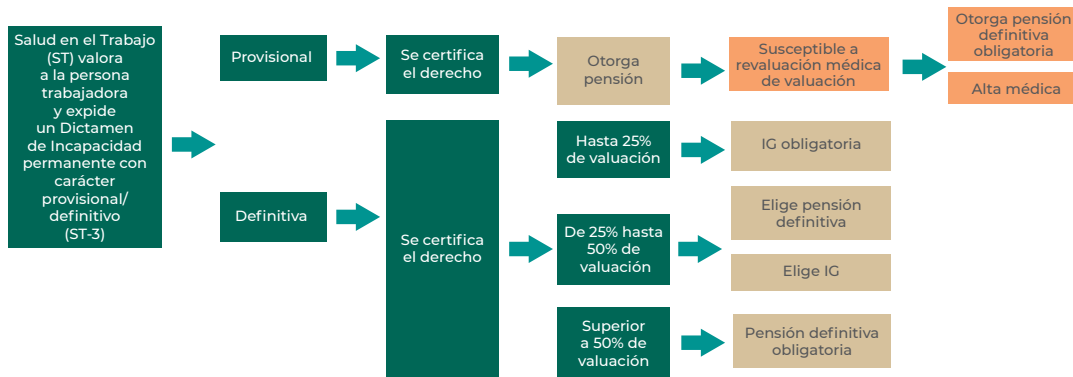 Salud en el Trabajo
(ST) valora
a la persona
trabajadora
y expide
un Dictamen
de Incapacidad
permanente con
carácter
provisional/
definitivo
(ST-3)
Provisional
Se certifica
el derecho
Otorga
pensión
Susceptible a
revaluación médica
de valuación
Otorga pensión
definitiva
obligatoria
Alta médica
Definitiva
Se certifica
el derecho
Hasta 25%
de valuación
IG obligatoria
De 25% hasta
50% de
valuación
Elige pensión
definitiva
Elige IG
Superior
a 50% de
valuación
Pensión definitiva
obligatoria